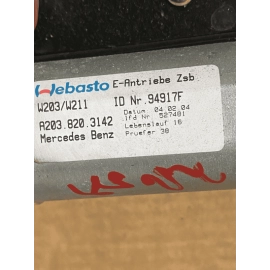 Webasto E-Antriebe Zsb.
W203/W211 ID Nr.94917F
Datum 04.02.04
A203.820.3142 lfd Nr 527481
Mercedes Benz Lebenslauf 16
Pruefer 38